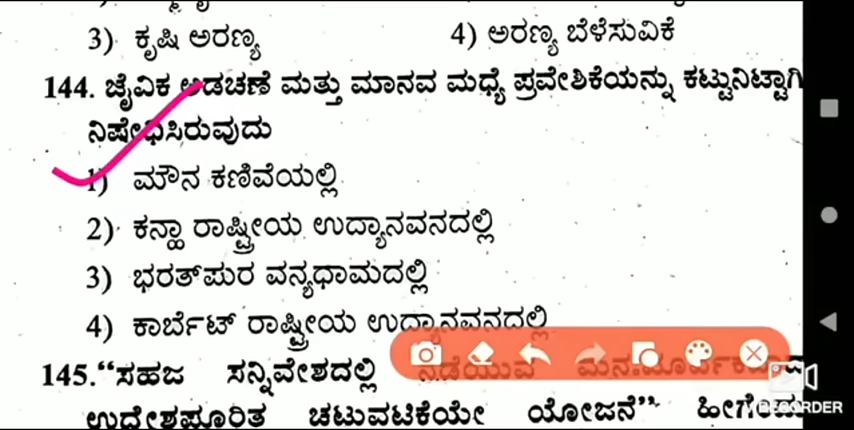 3) ಕೃಷಿ ಅರಣ್ಯ 4) ಅರಣ್ಯ ಬೆಳೆಸುವಿಕೆ
144. ಜೈವಿಕ ಅಡಚಣೆ ಮತ್ತು ಮಾನವ ಮಧ್ಯೆ ಪ್ರವೇಶಿಕೆಯನ್ನು ಕಟ್ಟುನಿಟ್ಟಾಗಿ
ನಿಷೇಧಿಸಿರುವುದು
1) ಮೌನ ಕಣಿವೆಯಲ್ಲಿ
2) ಕನ್ಹಾ ರಾಷ್ಟ್ರೀಯ ಉದ್ಯಾನವನದಲ್ಲಿ
3) ಭರತ್‌ಪುರ ವನ್ಯಧಾಮದಲ್ಲಿ
4) ಕಾರ್ಬೆಟ್ ರಾಷ್ಟ್ರೀಯ ಉದ್ಯಾನವನದಲ್ಲಿ
145. “ಸಹಜ ಸನ್ನಿವೇಶದಲ್ಲಿ ನಡೆಯುವ
ಉದ್ದೇಶಪೂರಿತ ಚಟುವಟಿಕೆಯೇ ಯೋಜನೆ” ಹೀಗೆಂದು